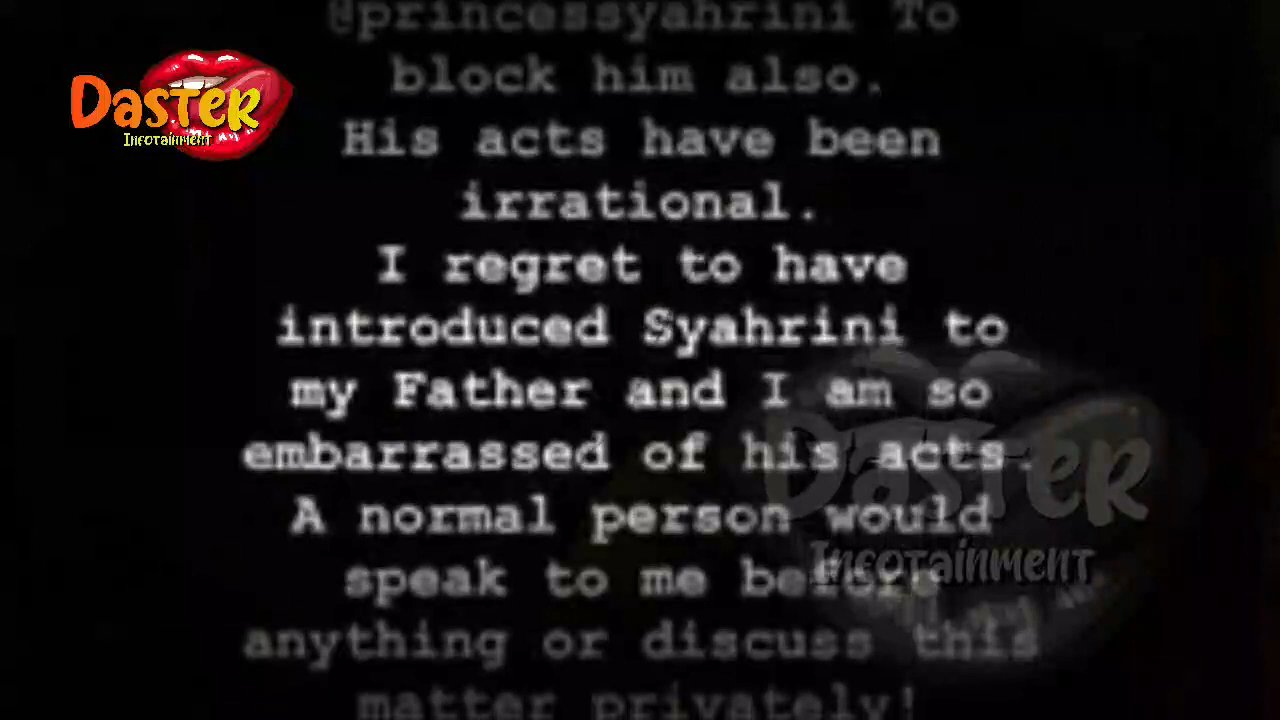 @princessyahrini To
block him also.
His acts have been
irrational.
I regret to have
introduced Syahrini to
my Father and I am so
embarrassed of his acts.
A normal person would
speak to me before
anything or discuss this
matter privately!
DaSTER
INFOTAINMENT
DaSTER
INFOTAINMENT